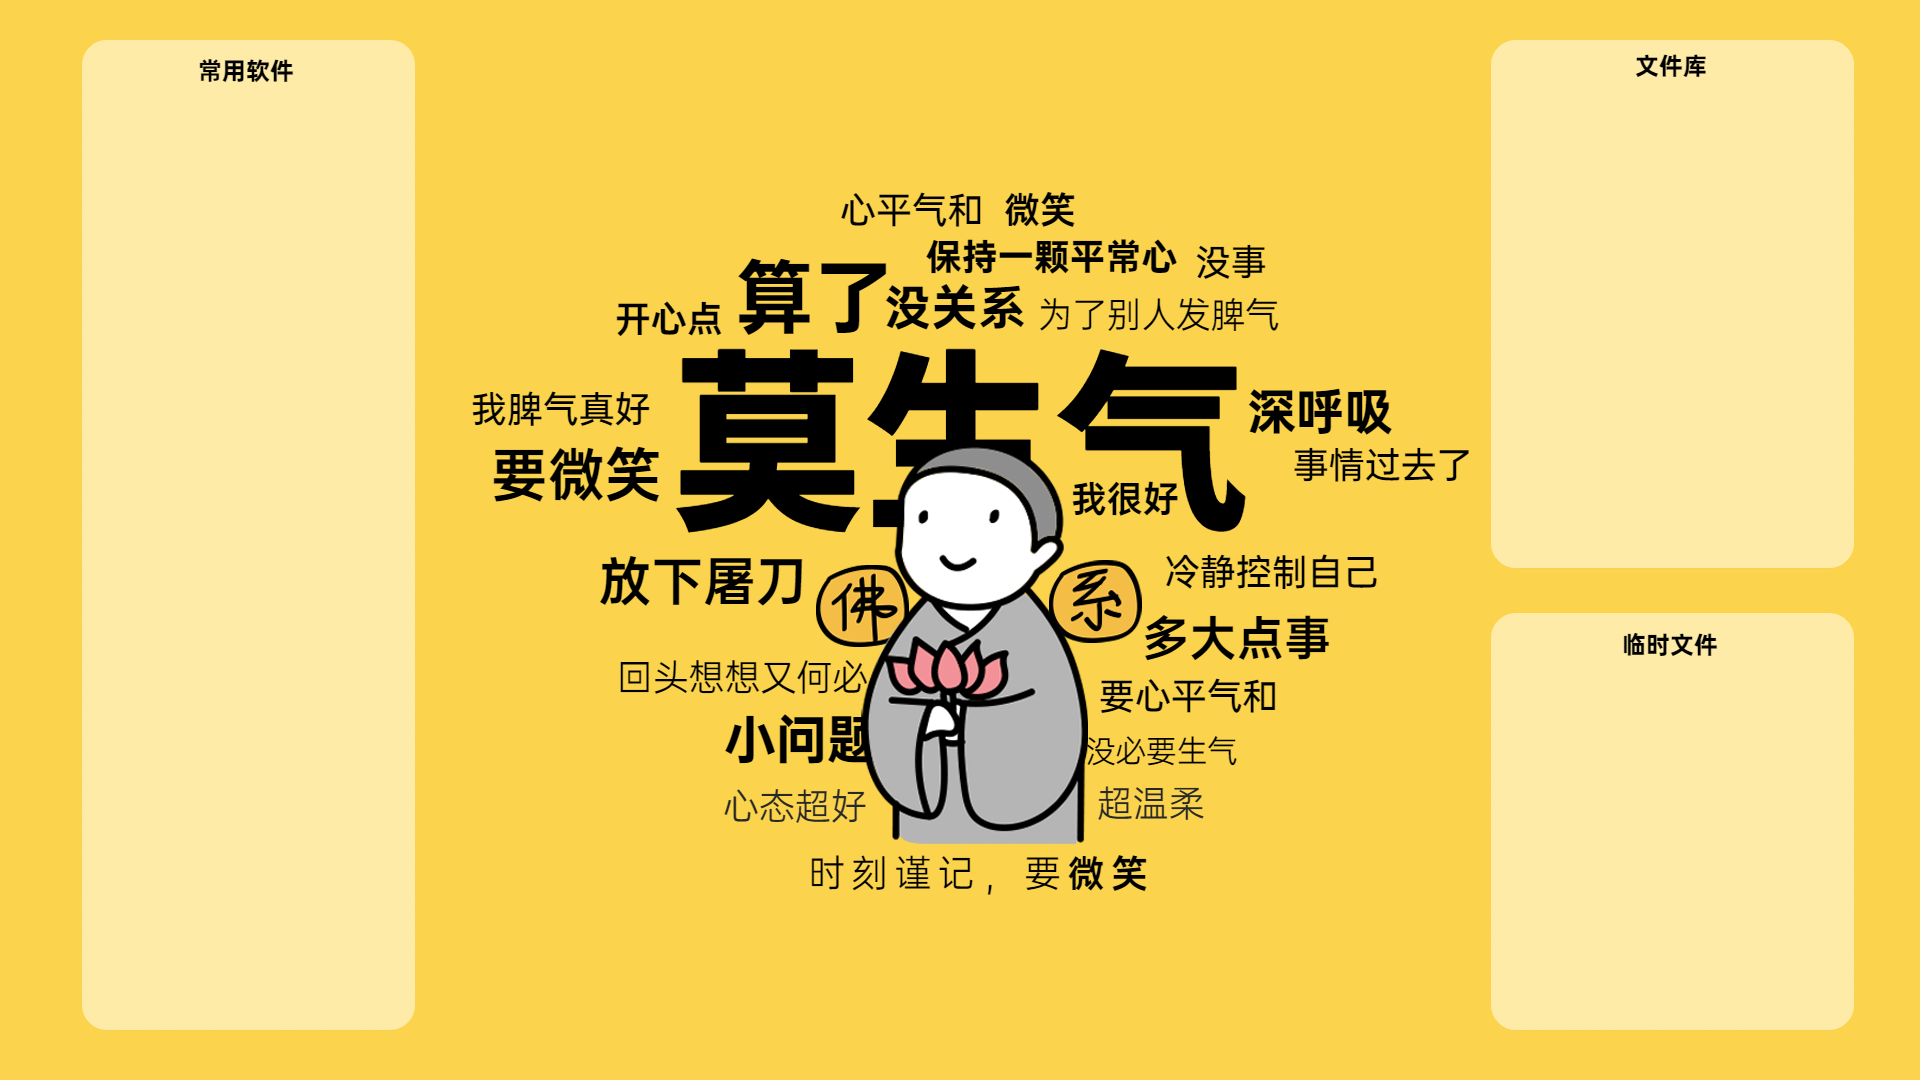 常用软件
文件库
心平气和 微笑
保持一颗平常心 没事
开心点 算了 没关系 为了别人发脾气
莫生气
我脾气真好
深呼吸
要微笑
事情过去了
我很好
放下屠刀
冷静控制自己
佛系
多大点事
临时文件
回头想想又何必
要心平气和
小问题
没必要生气
心态超好
超温柔
时刻谨记，要微笑